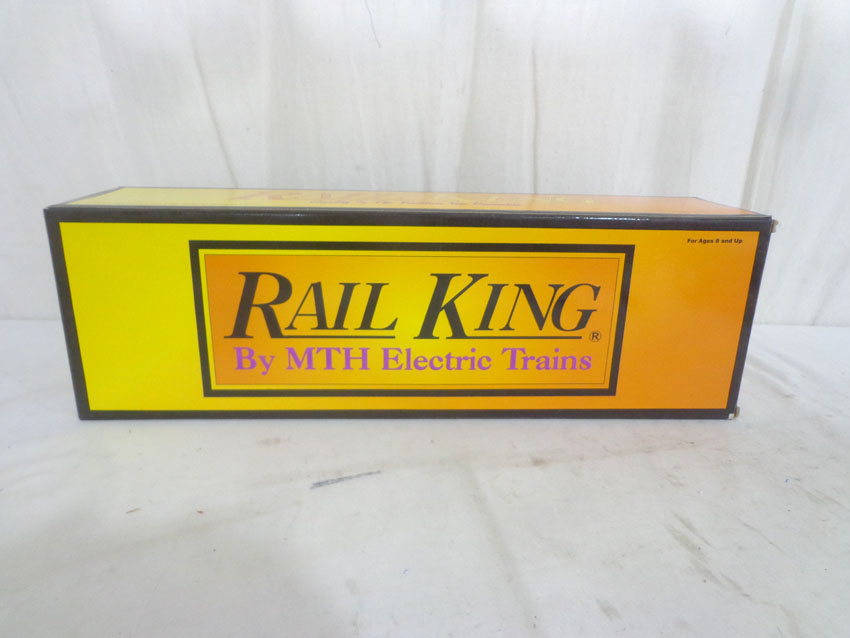 For Ages 8 and Up
RAIL KING®
By MTH Electric Trains